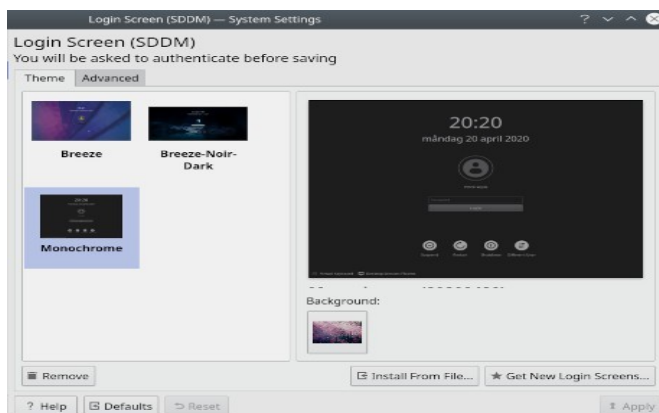 Login Screen (SDDM) — System Settings
Login Screen (SDDM)
You will be asked to authenticate before saving
Theme Advanced
Breeze
Breeze-Noir-
Dark
Monochrome
20:20
måndag 20 april 2020
Background:
Remove
Install From File...
Get New Login Screens...
? Help
Defaults
Reset
Apply